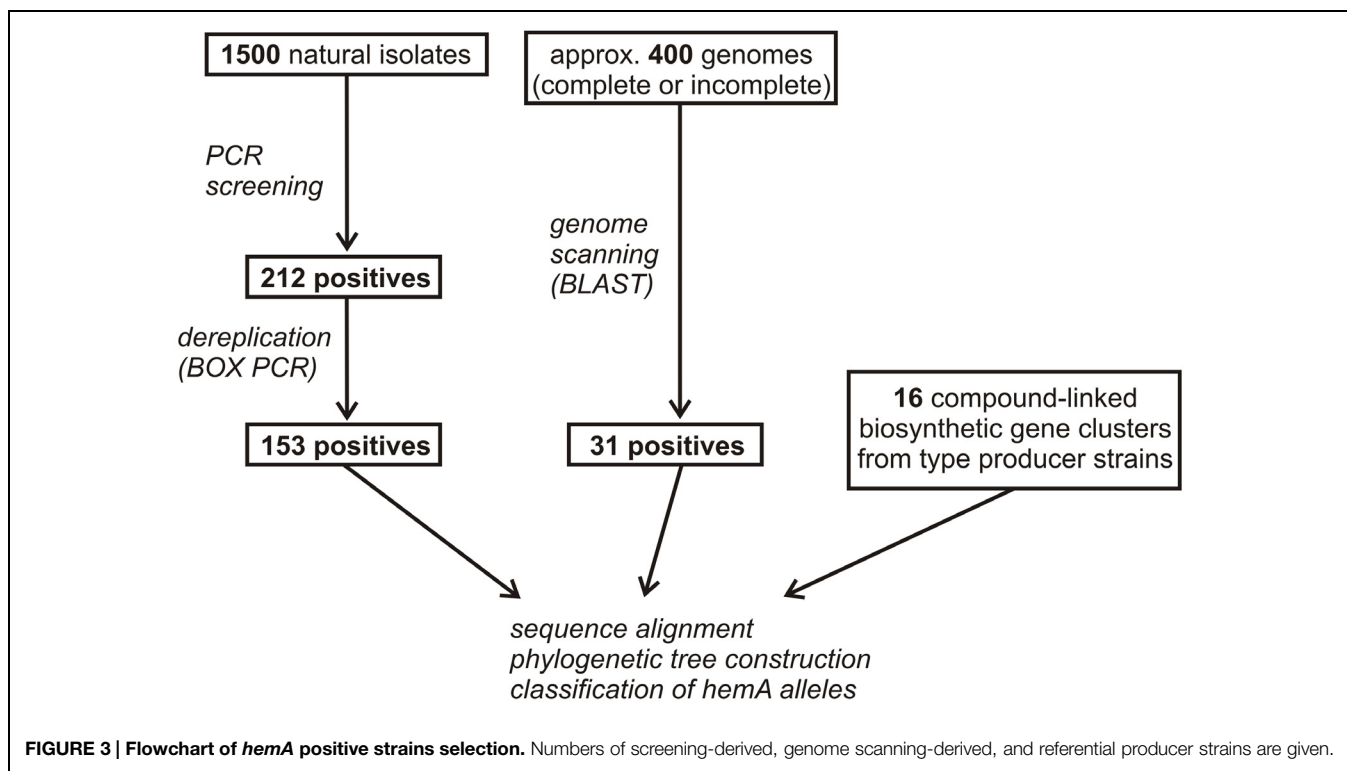 1500 natural isolates
approx. 400 genomes
(complete or incomplete)
PCR
screening
genome
scanning
(BLAST)
212 positives
dereplication
(BOX PCR)
16 compound-linked
biosynthetic gene clusters
from type producer strains
153 positives
31 positives
sequence alignment
phylogenetic tree construction
classification of hemA alleles
FIGURE 3 | Flowchart of hemA positive strains selection. Numbers of screening-derived, genome scanning-derived, and referential producer strains are given.